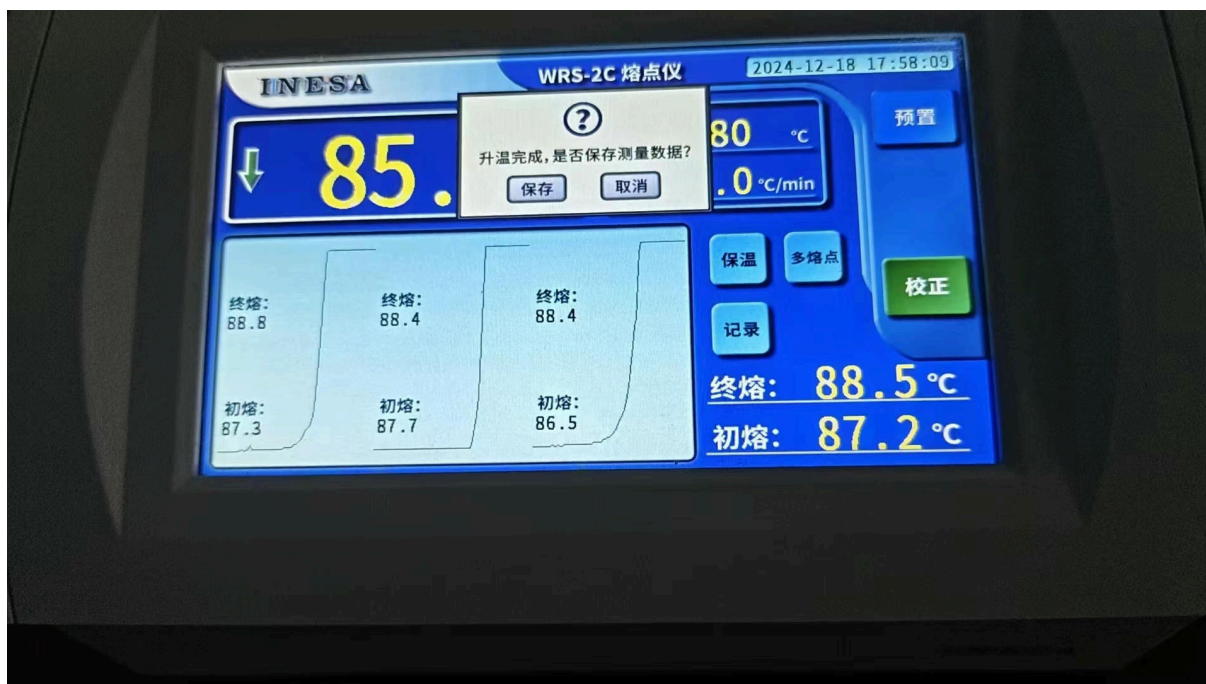 INESA
WRS-2C 熔点仪
2024-12-18 17:58:09
预置
?
升温完成,是否保存测量数据?
保存 取消
85.
80 ℃
.0 ℃/min
保温
多熔点
校正
记录
终熔:
88.8
初熔:
87.3
终熔:
88.4
初熔:
87.7
终熔:
88.4
初熔:
86.5
终熔: 88.5 ℃
初熔: 87.2 ℃